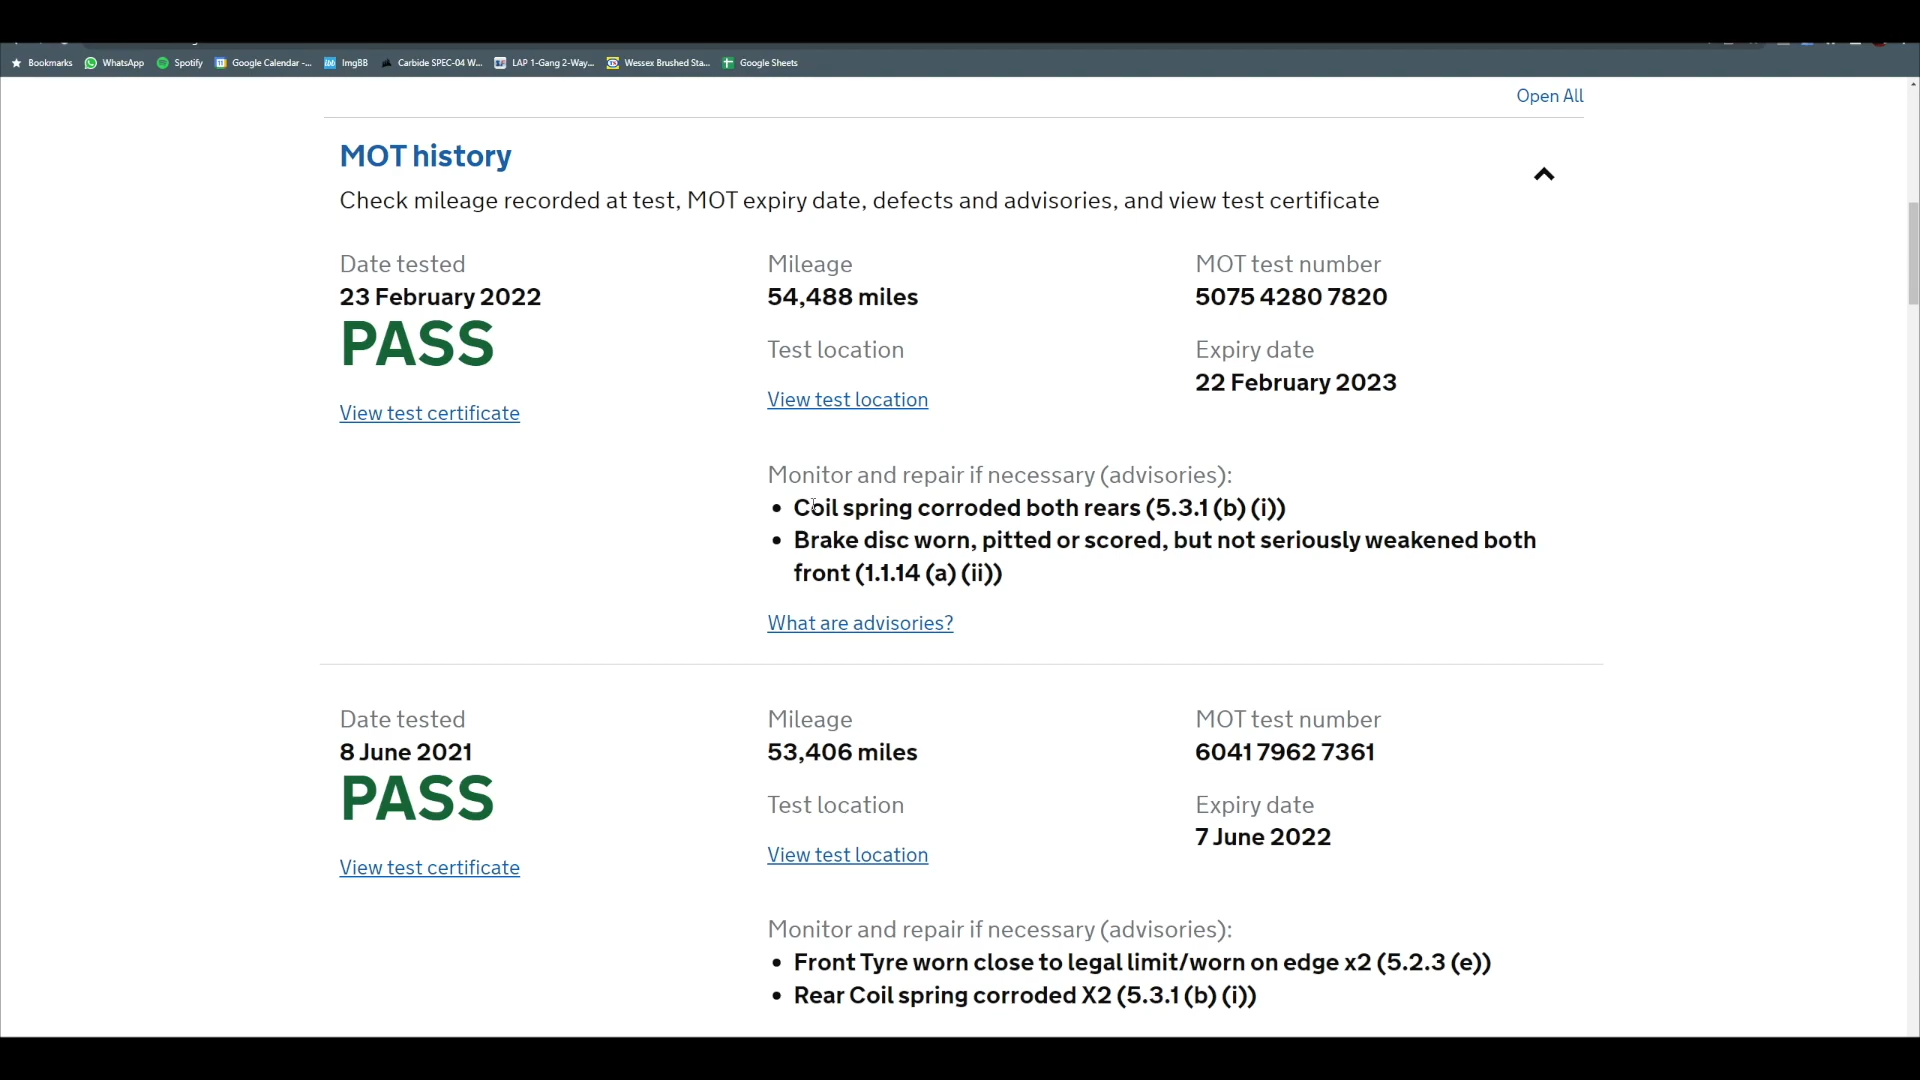 Bookmarks WhatsApp Spotify Google Calendar -... ImgBB Carbide SPEC-04 W... LAP 1-Gang 2-Way... Wessex Brushed Sta... Google Sheets
Open All
MOT history
Check mileage recorded at test, MOT expiry date, defects and advisories, and view test certificate
Date tested Mileage MOT test number
23 February 2022 54,488 miles 5075 4280 7820
PASS
Test location Expiry date
22 February 2023
View test certificate View test location
Monitor and repair if necessary (advisories):
• Coil spring corroded both rears (5.3.1 (b) (i))
• Brake disc worn, pitted or scored, but not seriously weakened both
front (1.1.14 (a) (ii))
What are advisories?
Date tested Mileage MOT test number
8 June 2021 53,406 miles 6041 7962 7361
PASS
Test location Expiry date
7 June 2022
View test certificate View test location
Monitor and repair if necessary (advisories):
• Front Tyre worn close to legal limit/worn on edge x2 (5.2.3 (e))
• Rear Coil spring corroded X2 (5.3.1 (b) (i))